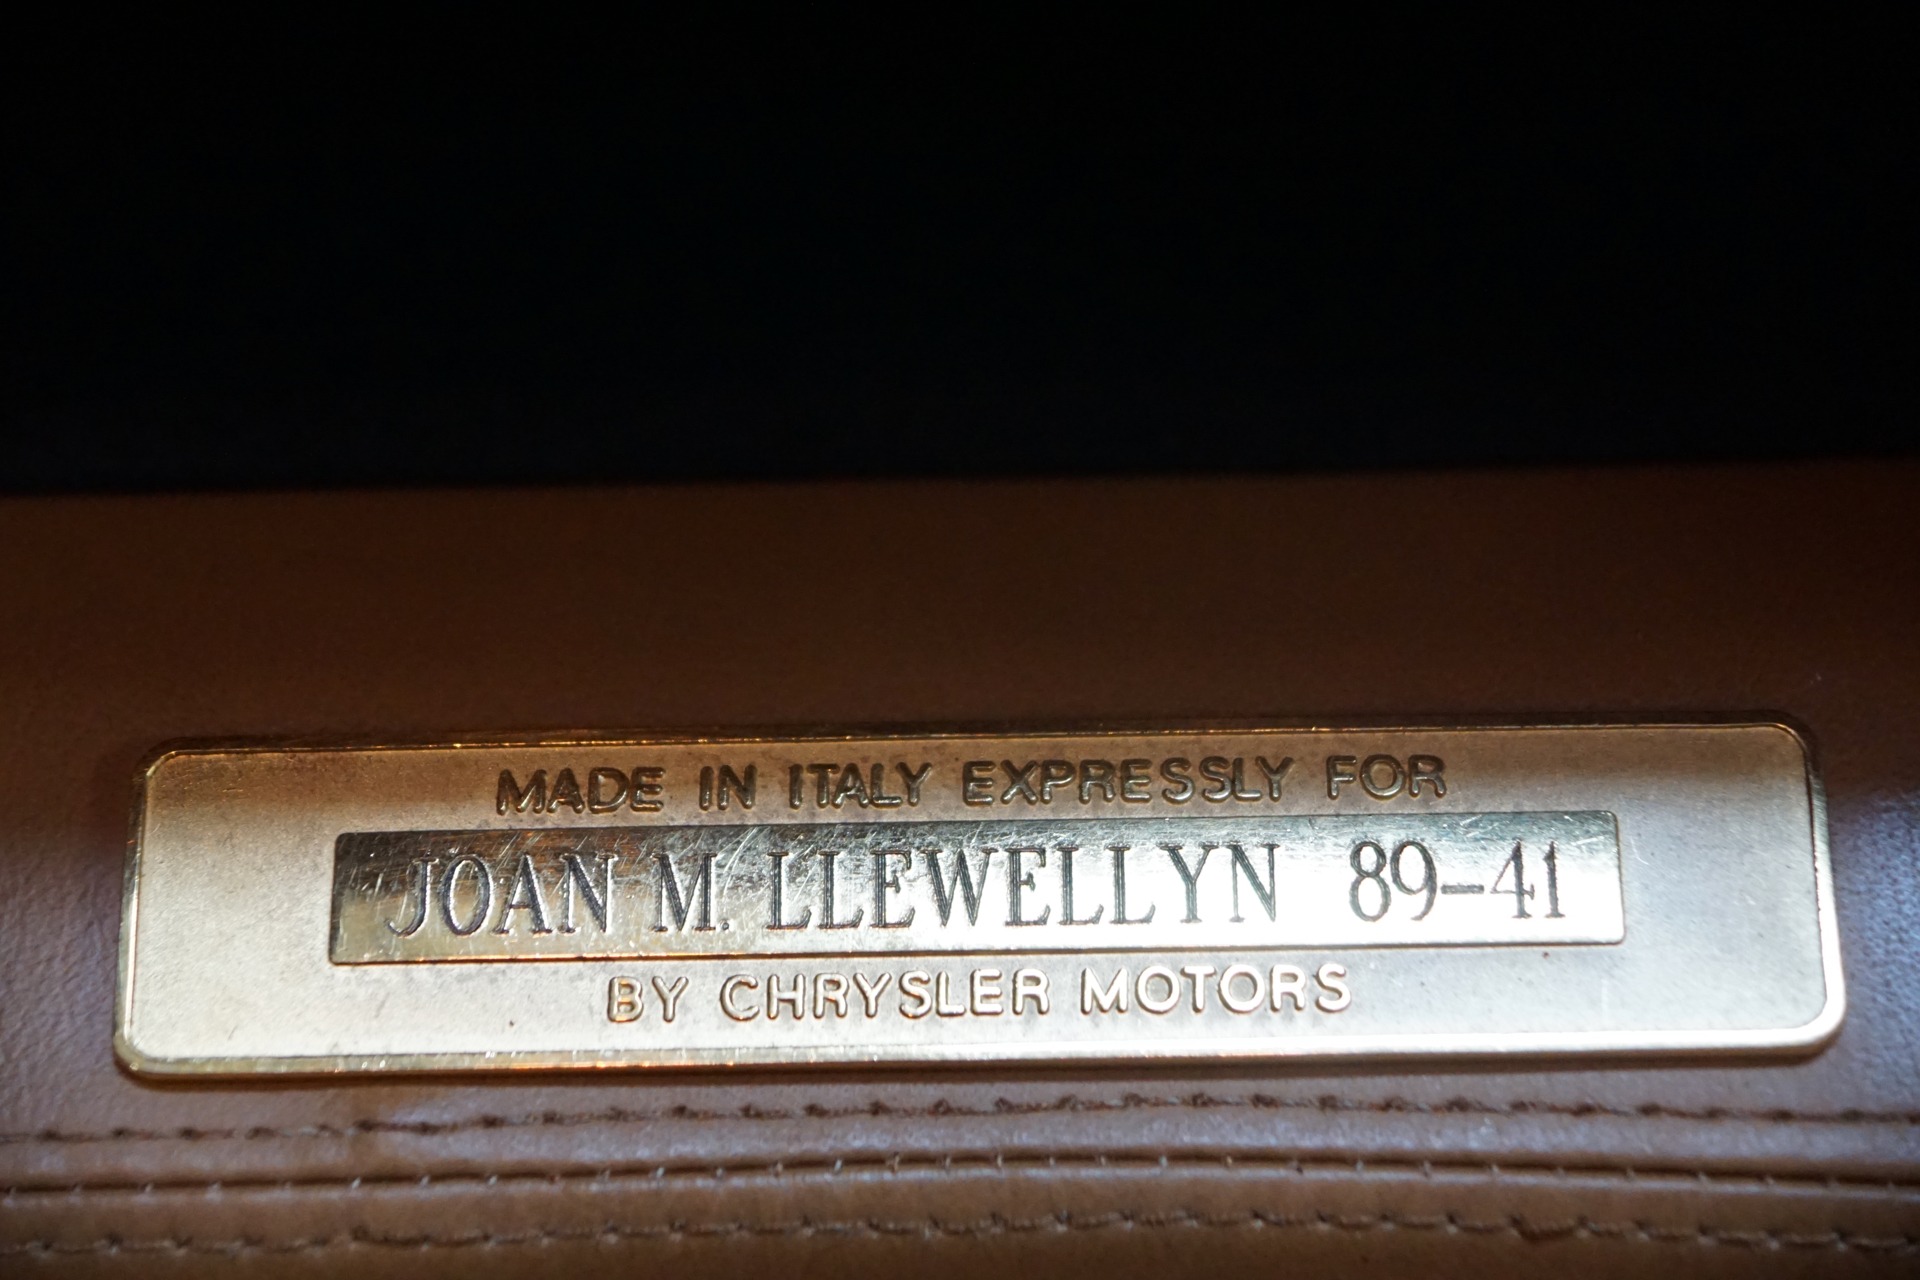 MADE IN ITALY EXPRESSLY FOR
JOAN M. LLEWELLYN 89-41
BY CHRYSLER MOTORS